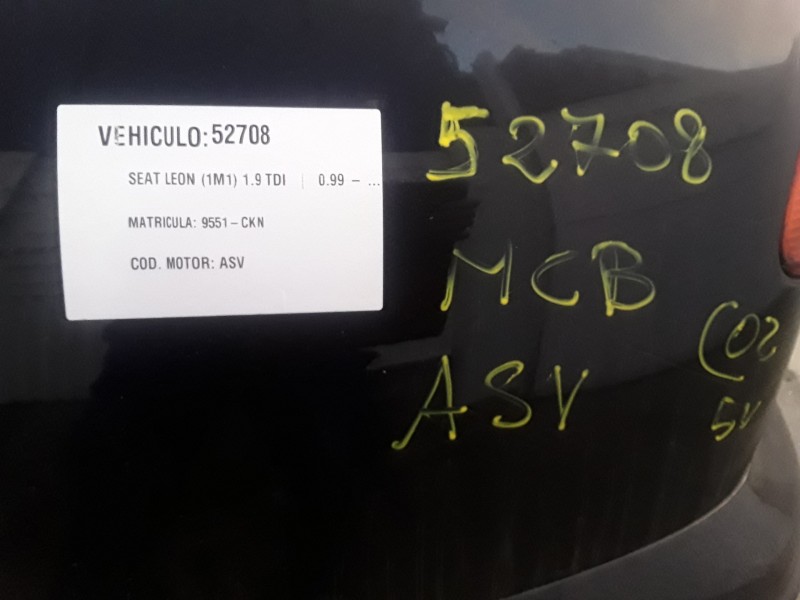 VEHICULO: 52708
SEAT LEON (1M1) 1.9 TDI | 0.99 - ...
MATRICULA: 9551-CKN
COD. MOTOR: ASV
52708
MCB
ASV
(02
5V